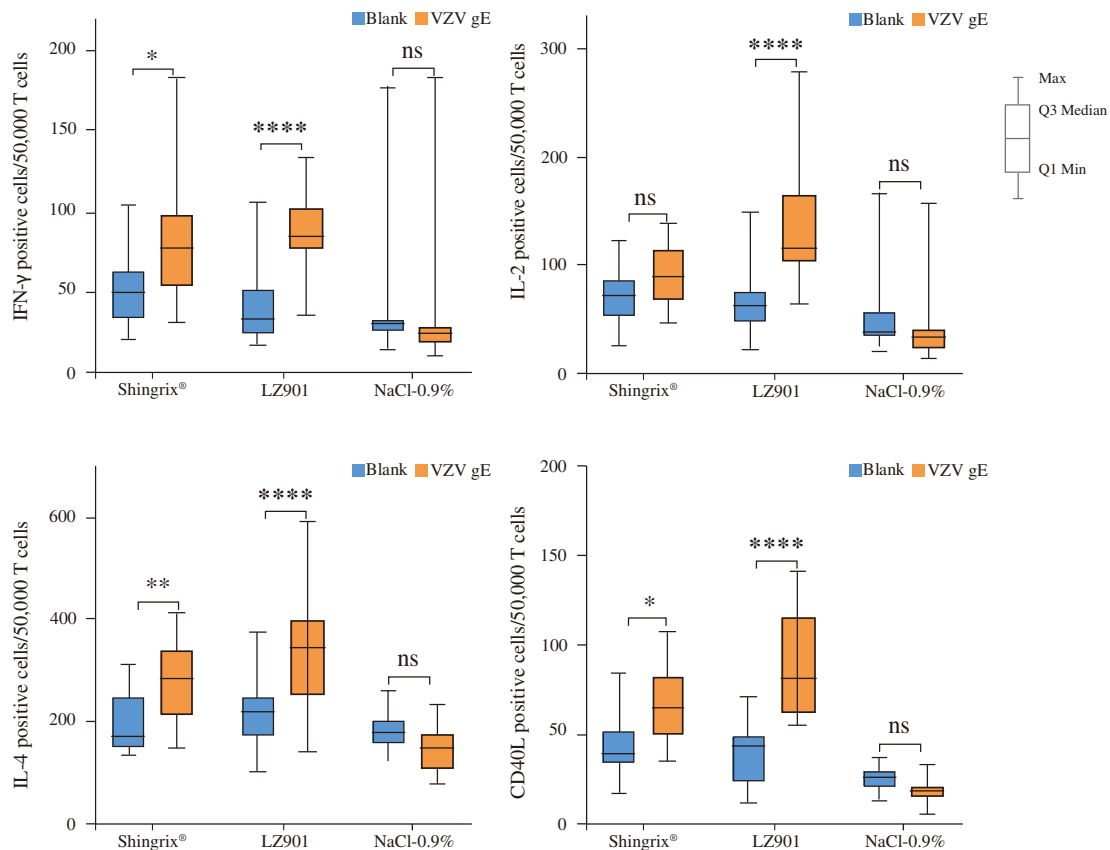 Blank VZV gE
IFN-γ positive cells/50,000 T cells
200
150
100
50
0
*
****
ns
Shingrix® LZ901 NaCl-0.9%
Blank VZV gE
IL-2 positive cells/50,000 T cells
300
200
100
0
ns
****
ns
Shingrix® LZ901 NaCl-0.9%
Max
Q3 Median
Q1 Min
Blank VZV gE
IL-4 positive cells/50,000 T cells
600
600
400
200
0
**
****
ns
Shingrix® LZ901 NaCl-0.9%
Blank VZV gE
CD40L positive cells/50,000 T cells
200
150
100
50
0
*
****
ns
Shingrix® LZ901 NaCl-0.9%